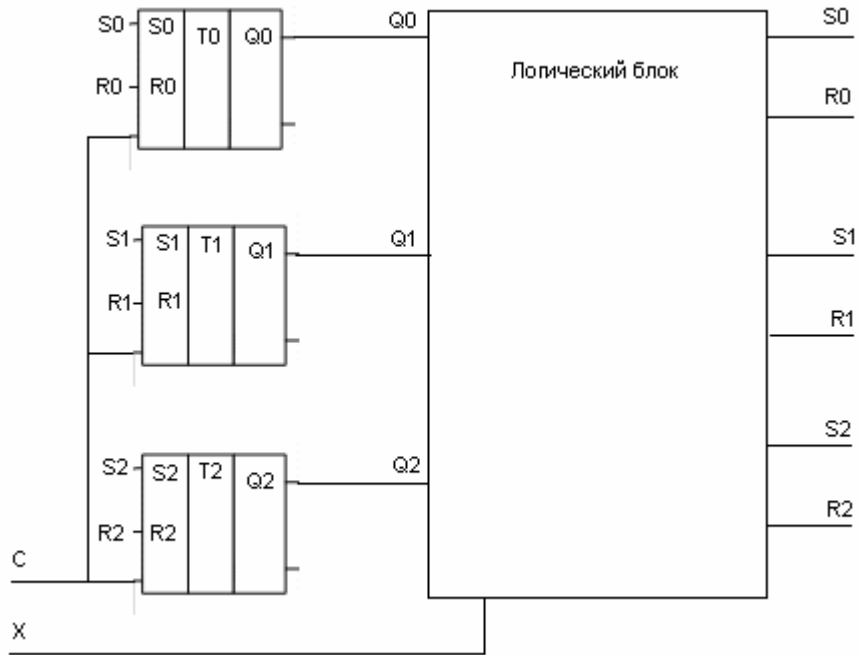 S0 S0 T0 Q0 Q0 S0
Логический блок
R0 R0 R0
S1 S1 T1 Q1 Q1 S1
R1 R1 R1
S2 S2 T2 Q2 Q2 S2
R2 R2 R2
C
X